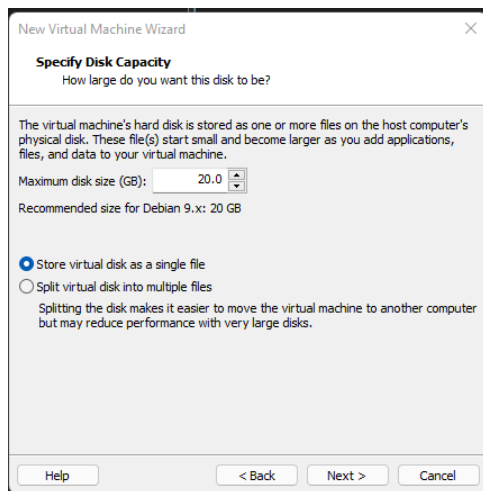 New Virtual Machine Wizard
Specify Disk Capacity
How large do you want this disk to be?
The virtual machine's hard disk is stored as one or more files on the host computer's
physical disk. These file(s) start small and become larger as you add applications,
files, and data to your virtual machine.
Maximum disk size (GB): 20.0
Recommended size for Debian 9.x: 20 GB
Store virtual disk as a single file
Split virtual disk into multiple files
Splitting the disk makes it easier to move the virtual machine to another computer
but may reduce performance with very large disks.
Help < Back Next > Cancel